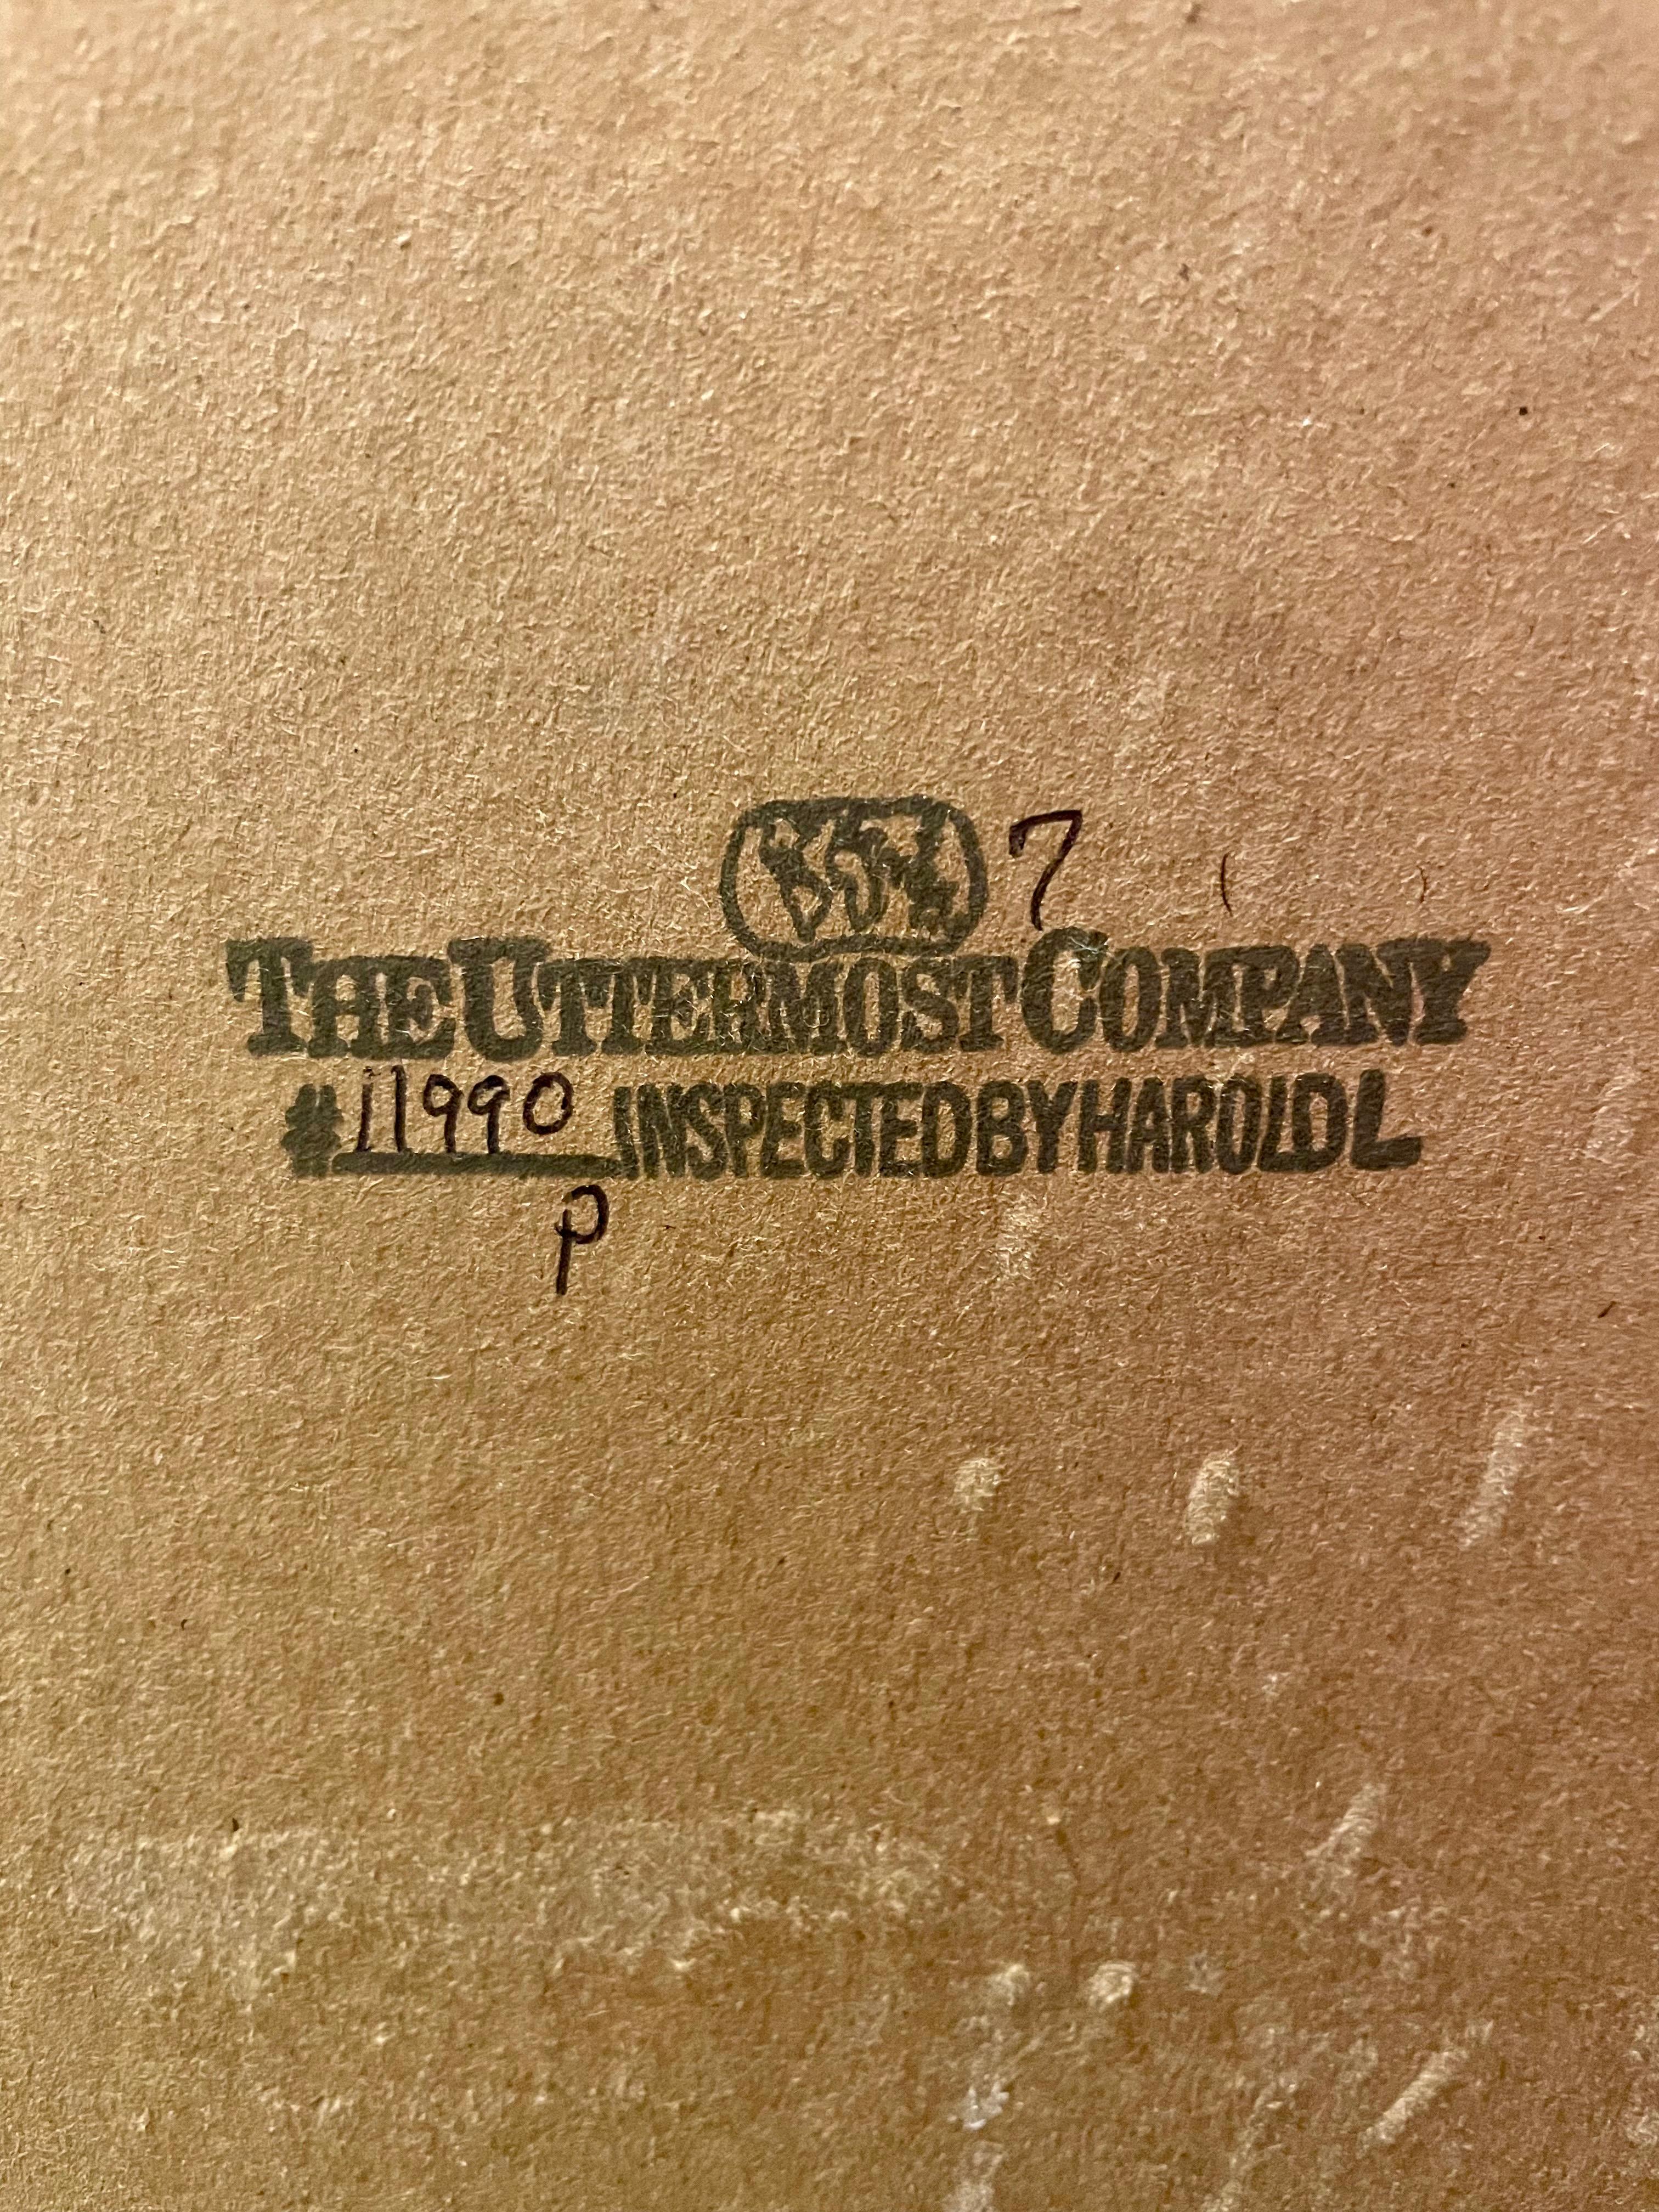 7
THE UTTERMOST COMPANY
# 11990 INSPECTED BY HAROLD L
P